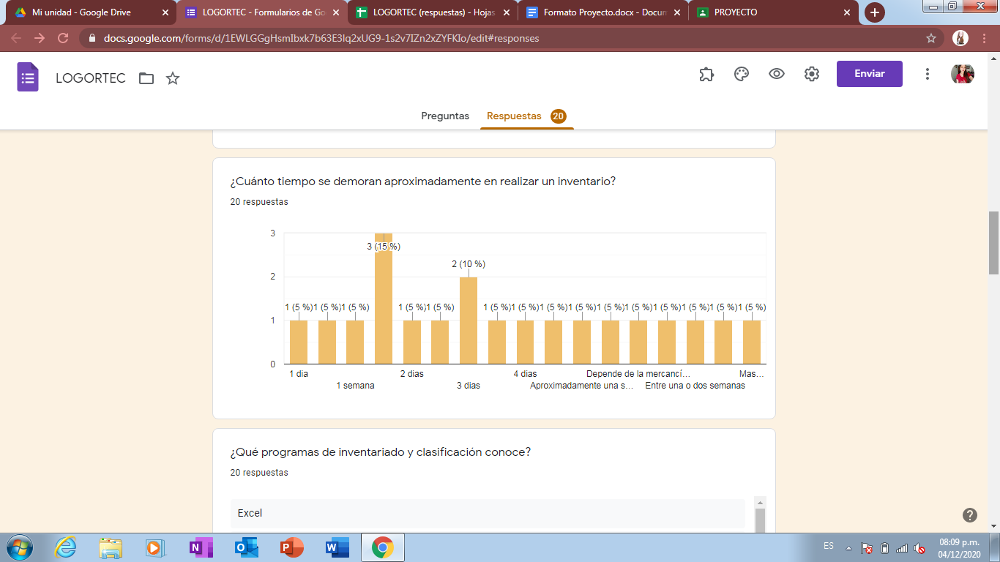 Mi unidad - Google Drive
LOGORTEC - Formularios de Go
LOGORTEC (respuestas) - Hojas
Formato Proyecto.docx - Docun
PROYECTO
docs.google.com/forms/d/1EWLGGgHsmIbxk7b63E3lq2xUG9-1s2v7IZn2xZYFKIo/edit#responses
LOGORTEC
Enviar
Preguntas
Respuestas 20
¿Cuánto tiempo se demoran aproximadamente en realizar un inventario?
20 respuestas
3
3 (15 %)
2 (10 %)
2
1 (5 %) 1 (5 %) 1 (5 %) 1 (5 %) 1 (5 %) 1 (5 %) 1 (5 %) 1 (5 %) 1 (5 %) 1 (5 %) 1 (5 %) 1 (5 %) 1 (5 %) 1 (5 %) 1 (5 %)
1
0
1 dia 2 dias 4 dias Depende de la mercancí… Mas…
1 semana 3 dias Aproximadamente una s… Entre una o dos semanas
¿Qué programas de inventariado y clasificación conoce?
20 respuestas
Excel
ES
08:09 p.m.
04/12/2020